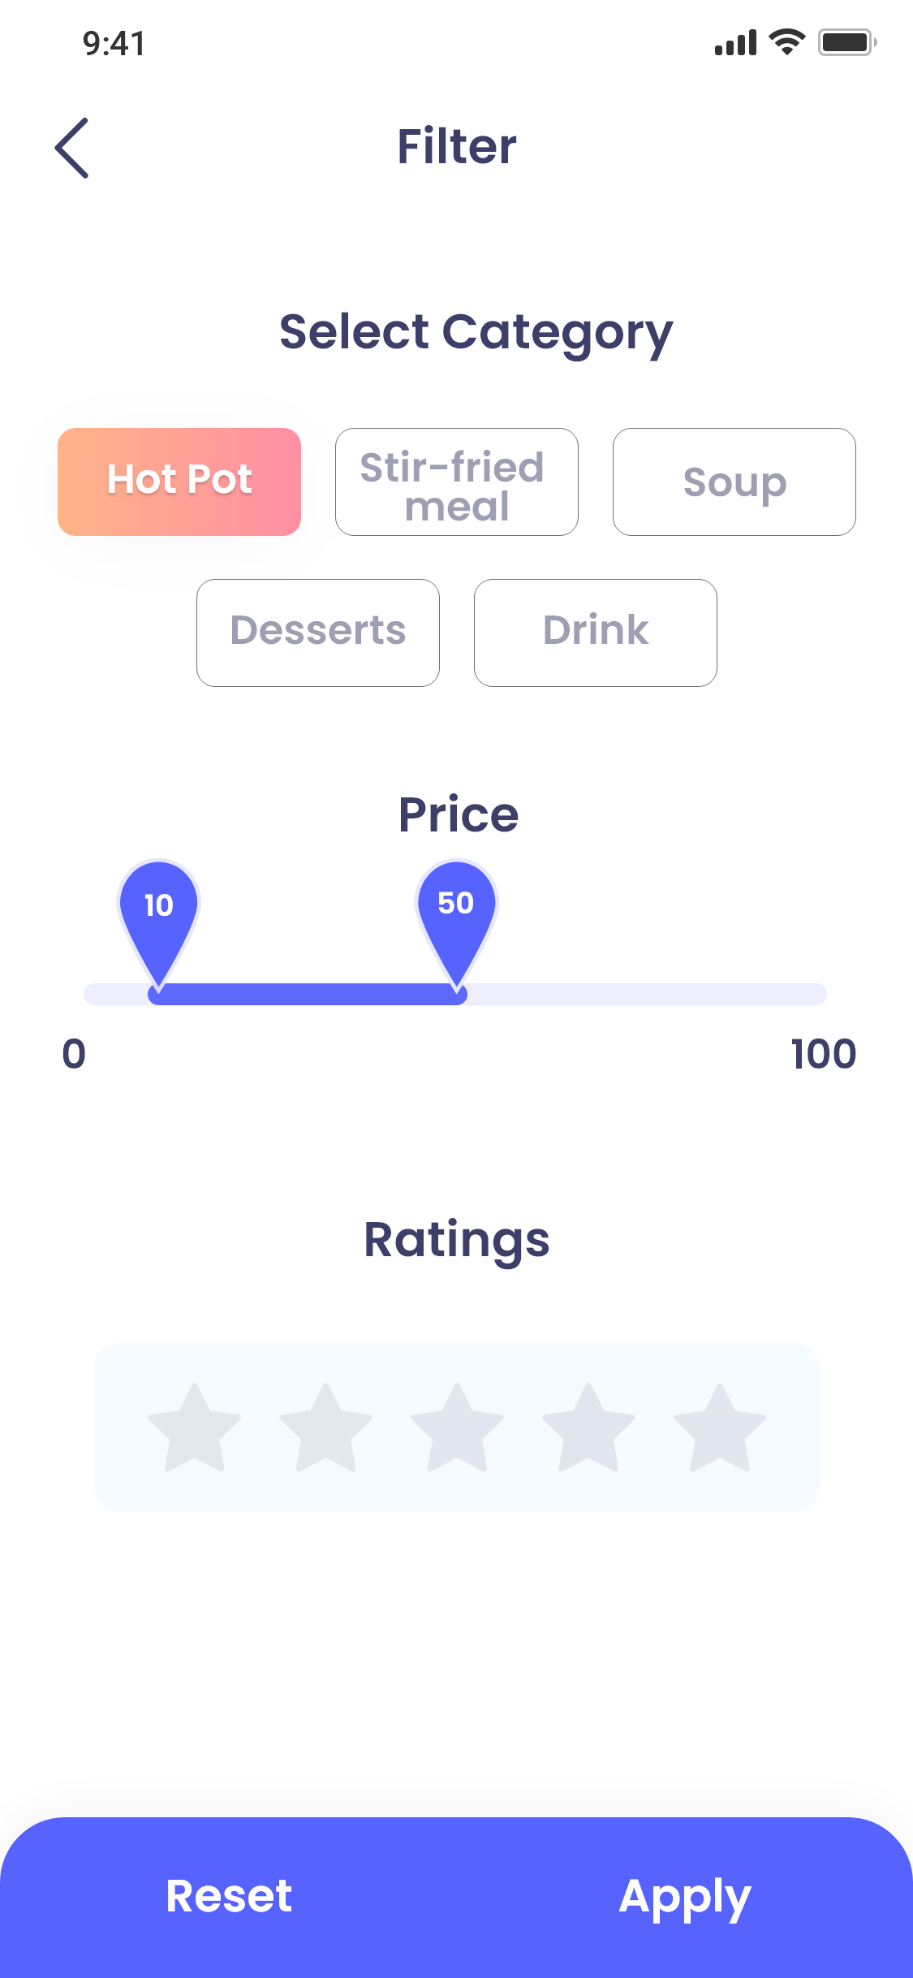 9:41
Filter
Select Category
Hot Pot
Stir-fried
meal
Soup
Desserts
Drink
Price
10
50
0
100
Ratings
Reset
Apply